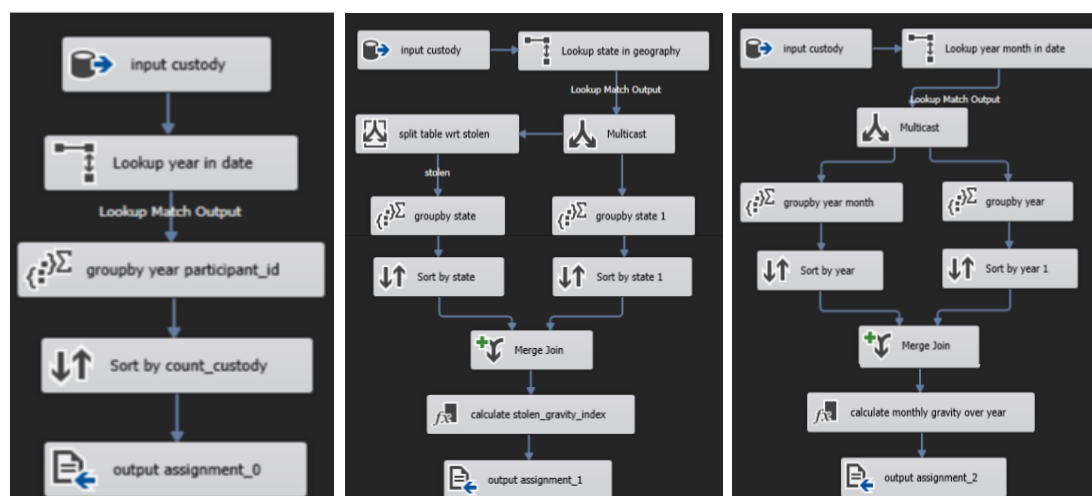 input custody
Lookup year in date
Lookup Match Output
groupby year participant_id
Sort by count_custody
output assignment_0
input custody
Lookup state in geography
Lookup Match Output
split table wrt stolen
Multicast
stolen
groupby state
groupby state 1
Sort by state
Sort by state 1
Merge Join
calculate stolen_gravity_index
output assignment_1
input custody
Lookup year month in date
Lookup Match Output
Multicast
groupby year month
groupby year
Sort by year
Sort by year 1
Merge Join
calculate monthly gravity over year
output assignment_2